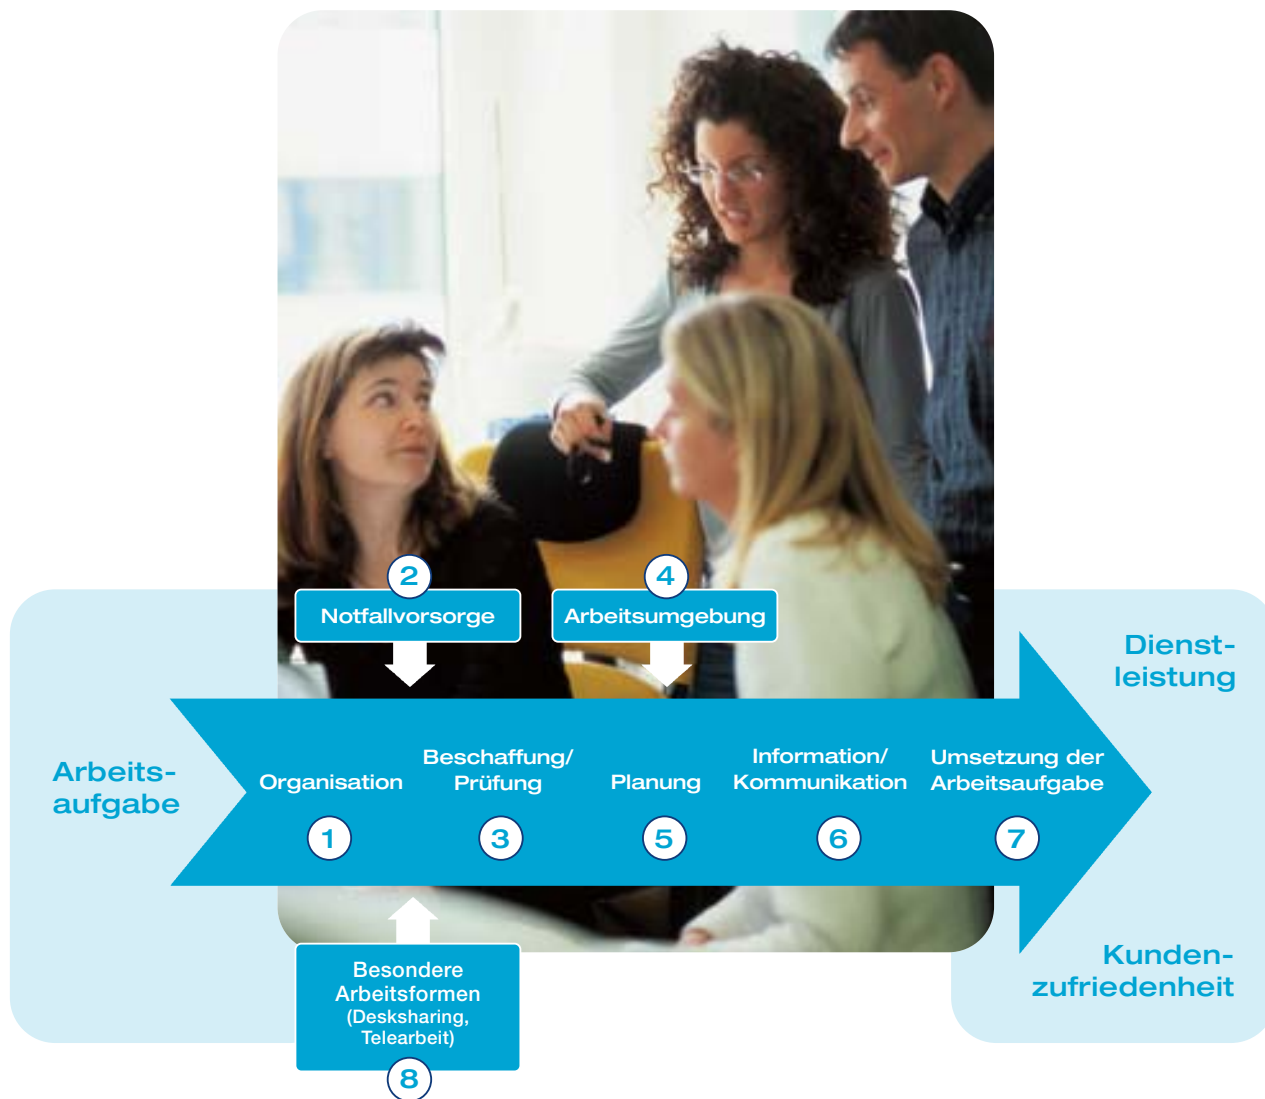 2
Notfallvorsorge
4
Arbeitsumgebung
Dienst-
leistung
Arbeits-
aufgabe
Organisation
1
Beschaffung/
Prüfung
3
Planung
5
Information/
Kommunikation
6
Umsetzung der
Arbeitsaufgabe
7
Kunden-
zufriedenheit
Besondere
Arbeitsformen
(Desksharing,
Telearbeit)
8